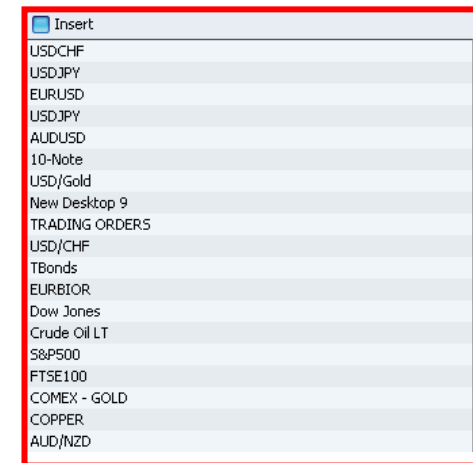 Insert
USDCHF
USDJPY
EURUSD
USDJPY
AUDUSD
10-Note
USD/Gold
New Desktop 9
TRADING ORDERS
USD/CHF
TBonds
EURBIOR
Dow Jones
Crude Oil LT
S&P500
FTSE100
COMEX - GOLD
COPPER
AUD/NZD